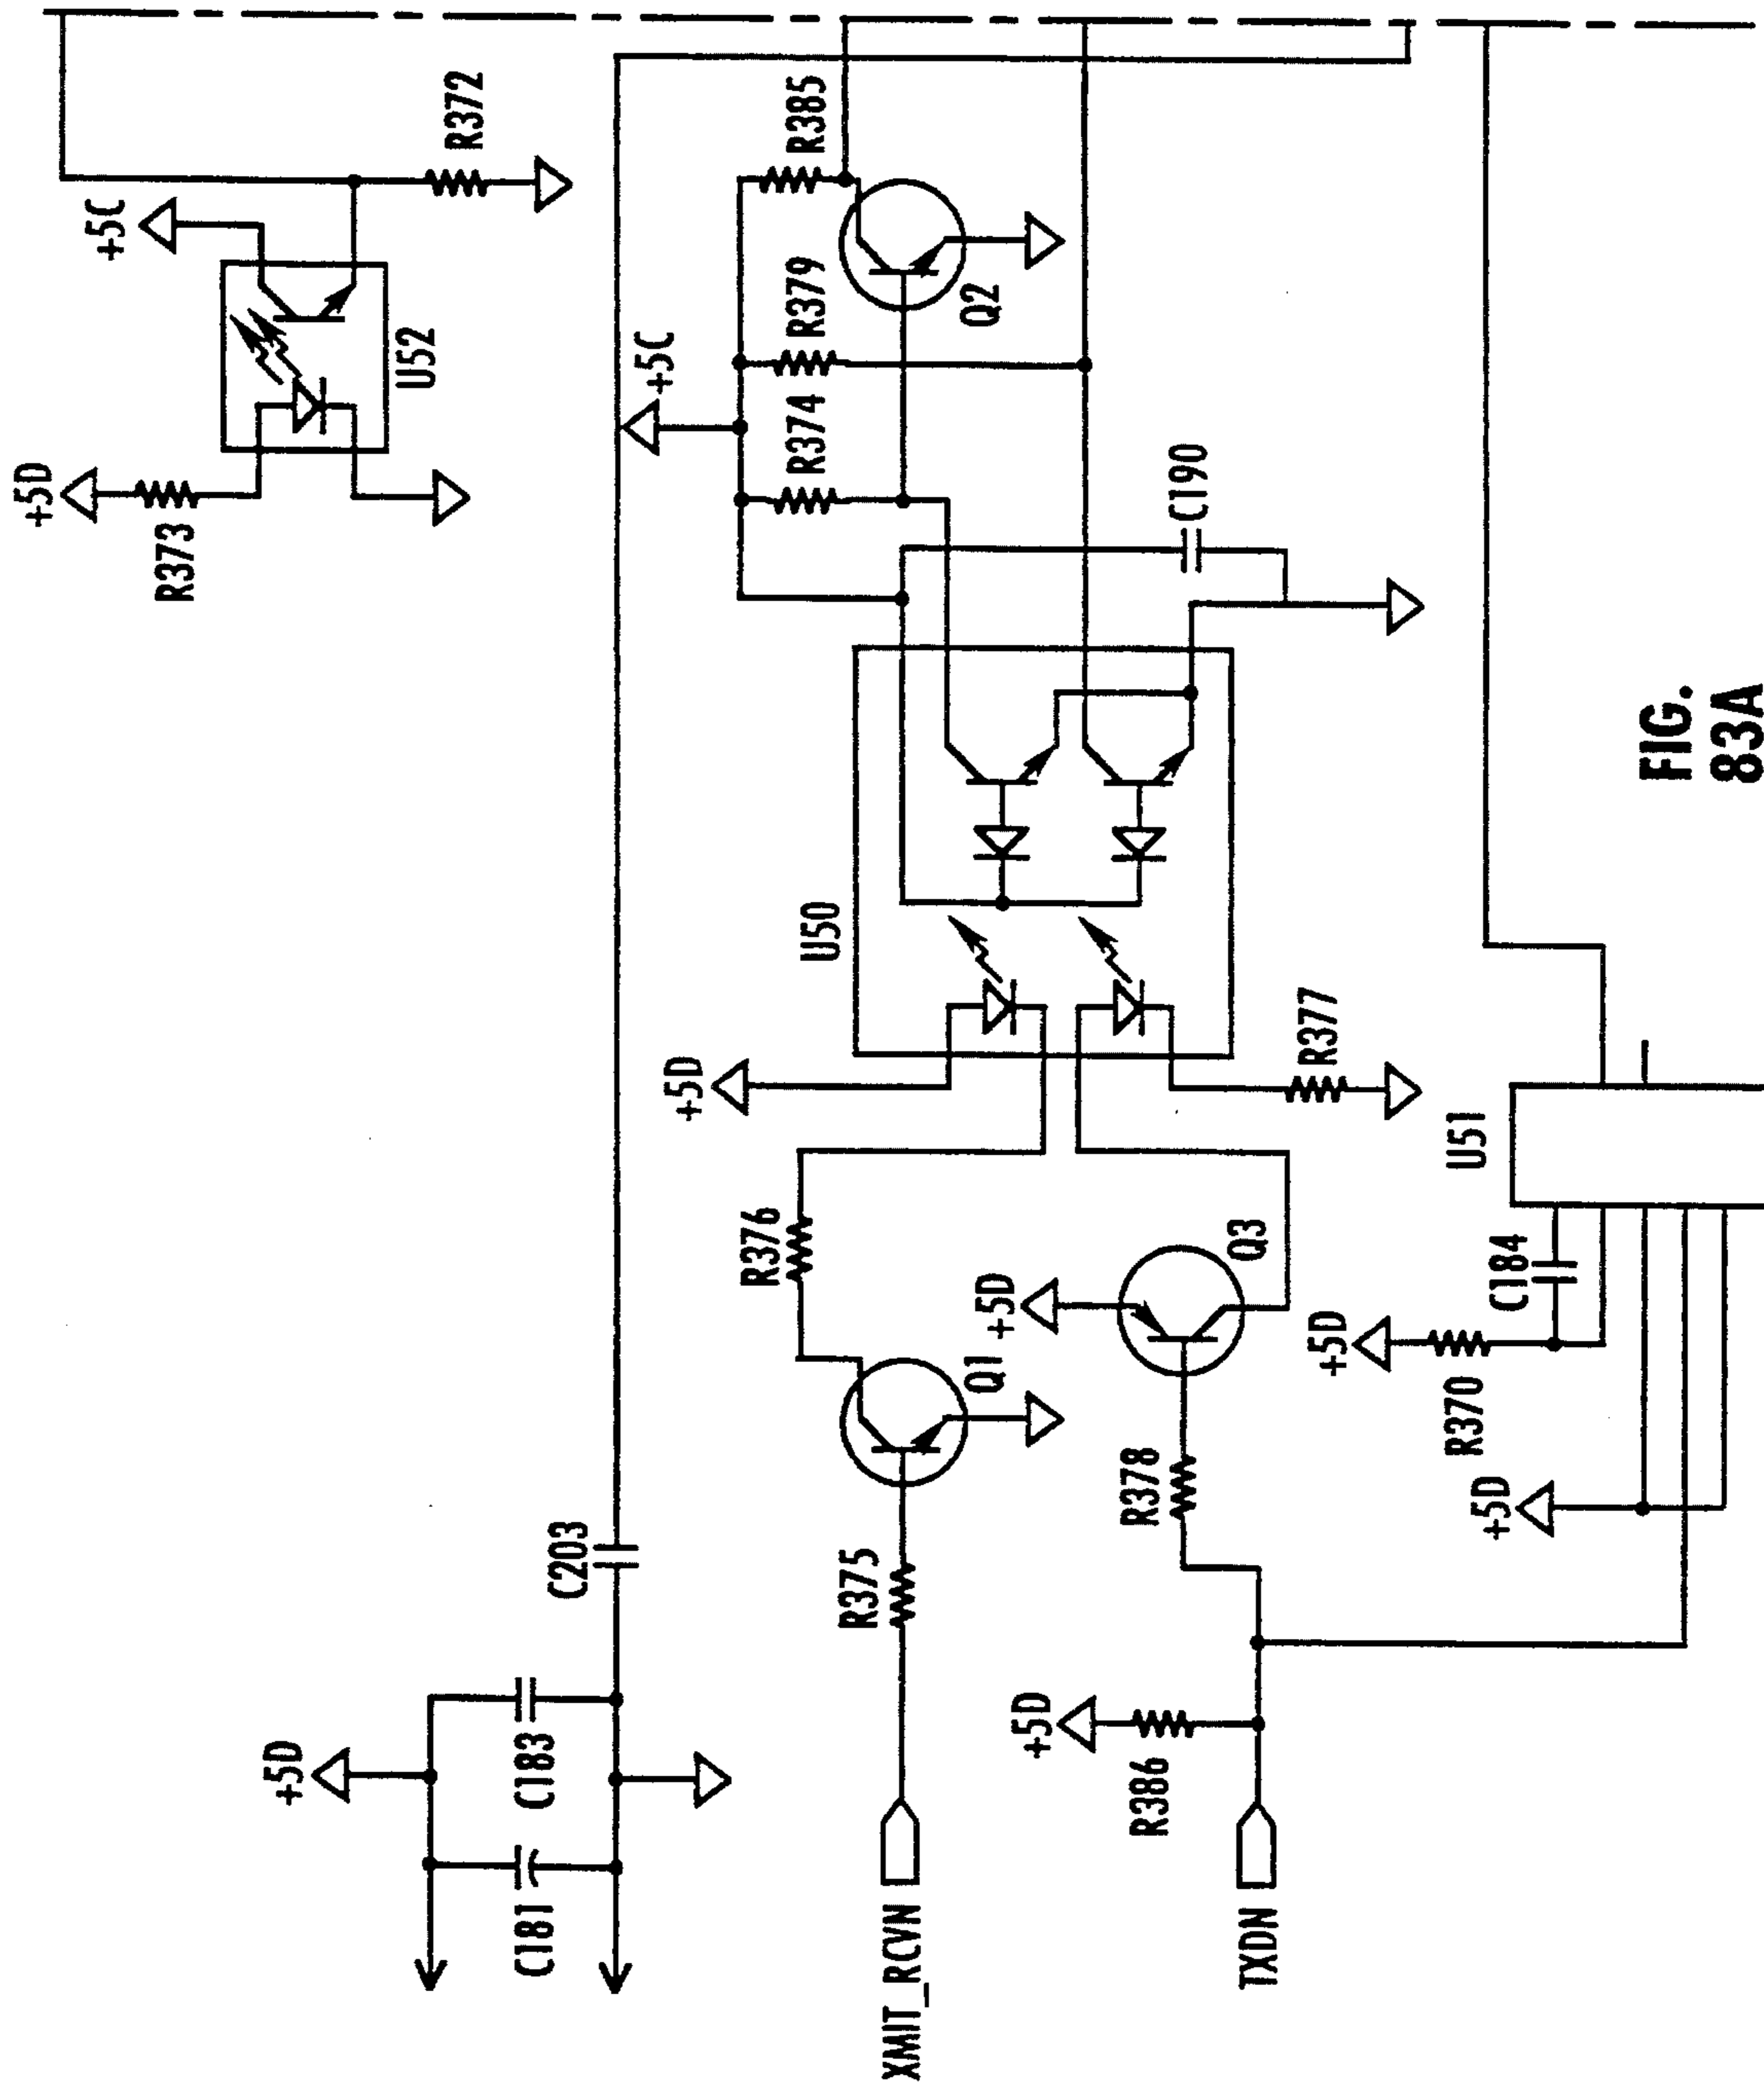 +5D
R373
+5C
U52
R372
+5D
C181
C183
C203
+5C
R374
R379
R385
Q2
C190
XMIT_RCVN
R375
Q1
R376
+5D
U50
R377
TXDN
+5D
R386
R378
+5D
Q3
+5D
+5D
R370
C184
U51
FIG.
83A